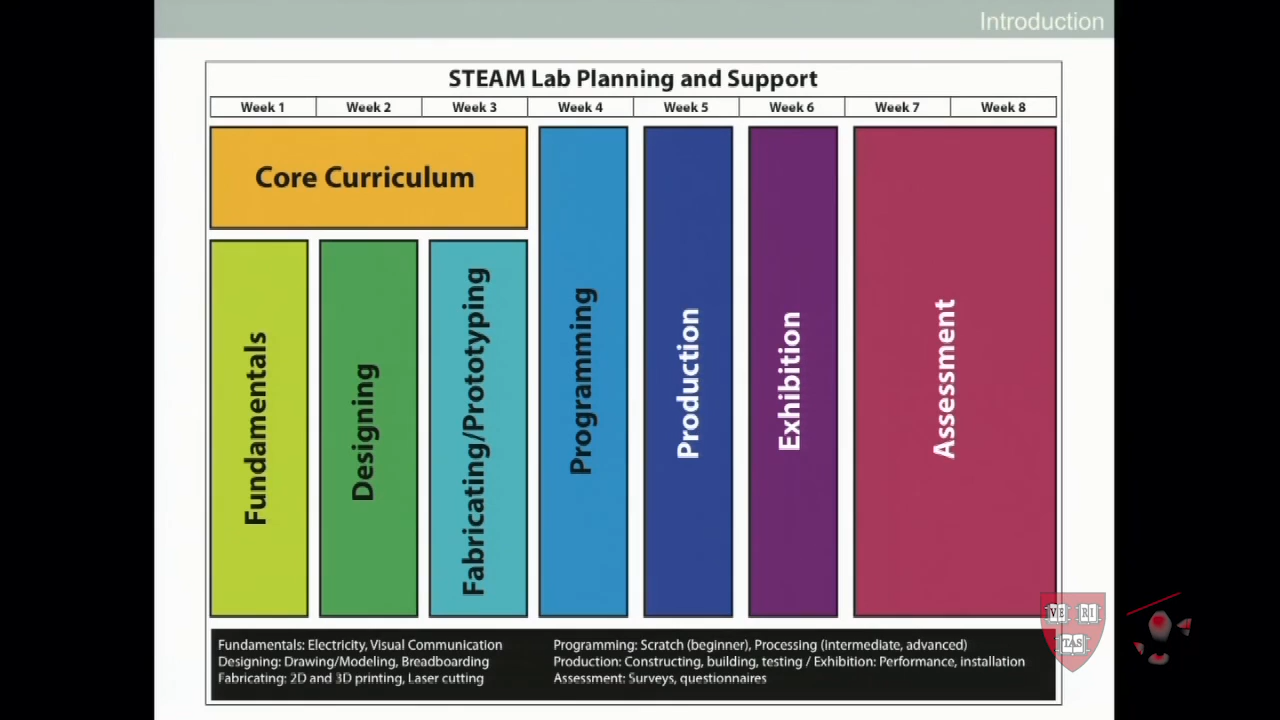 Introduction
STEAM Lab Planning and Support
Week 1 Week 2 Week 3 Week 4 Week 5 Week 6 Week 7 Week 8
Core Curriculum
Fundamentals
Designing
Fabricating/Prototyping
Programming
Production
Exhibition
Assessment
Fundamentals: Electricity, Visual Communication
Designing: Drawing/Modeling, Breadboarding
Fabricating: 2D and 3D printing, Laser cutting
Programming: Scratch (beginner), Processing (intermediate, advanced)
Production: Constructing, building, testing / Exhibition: Performance, installation
Assessment: Surveys, questionnaires
VE RI
TAS